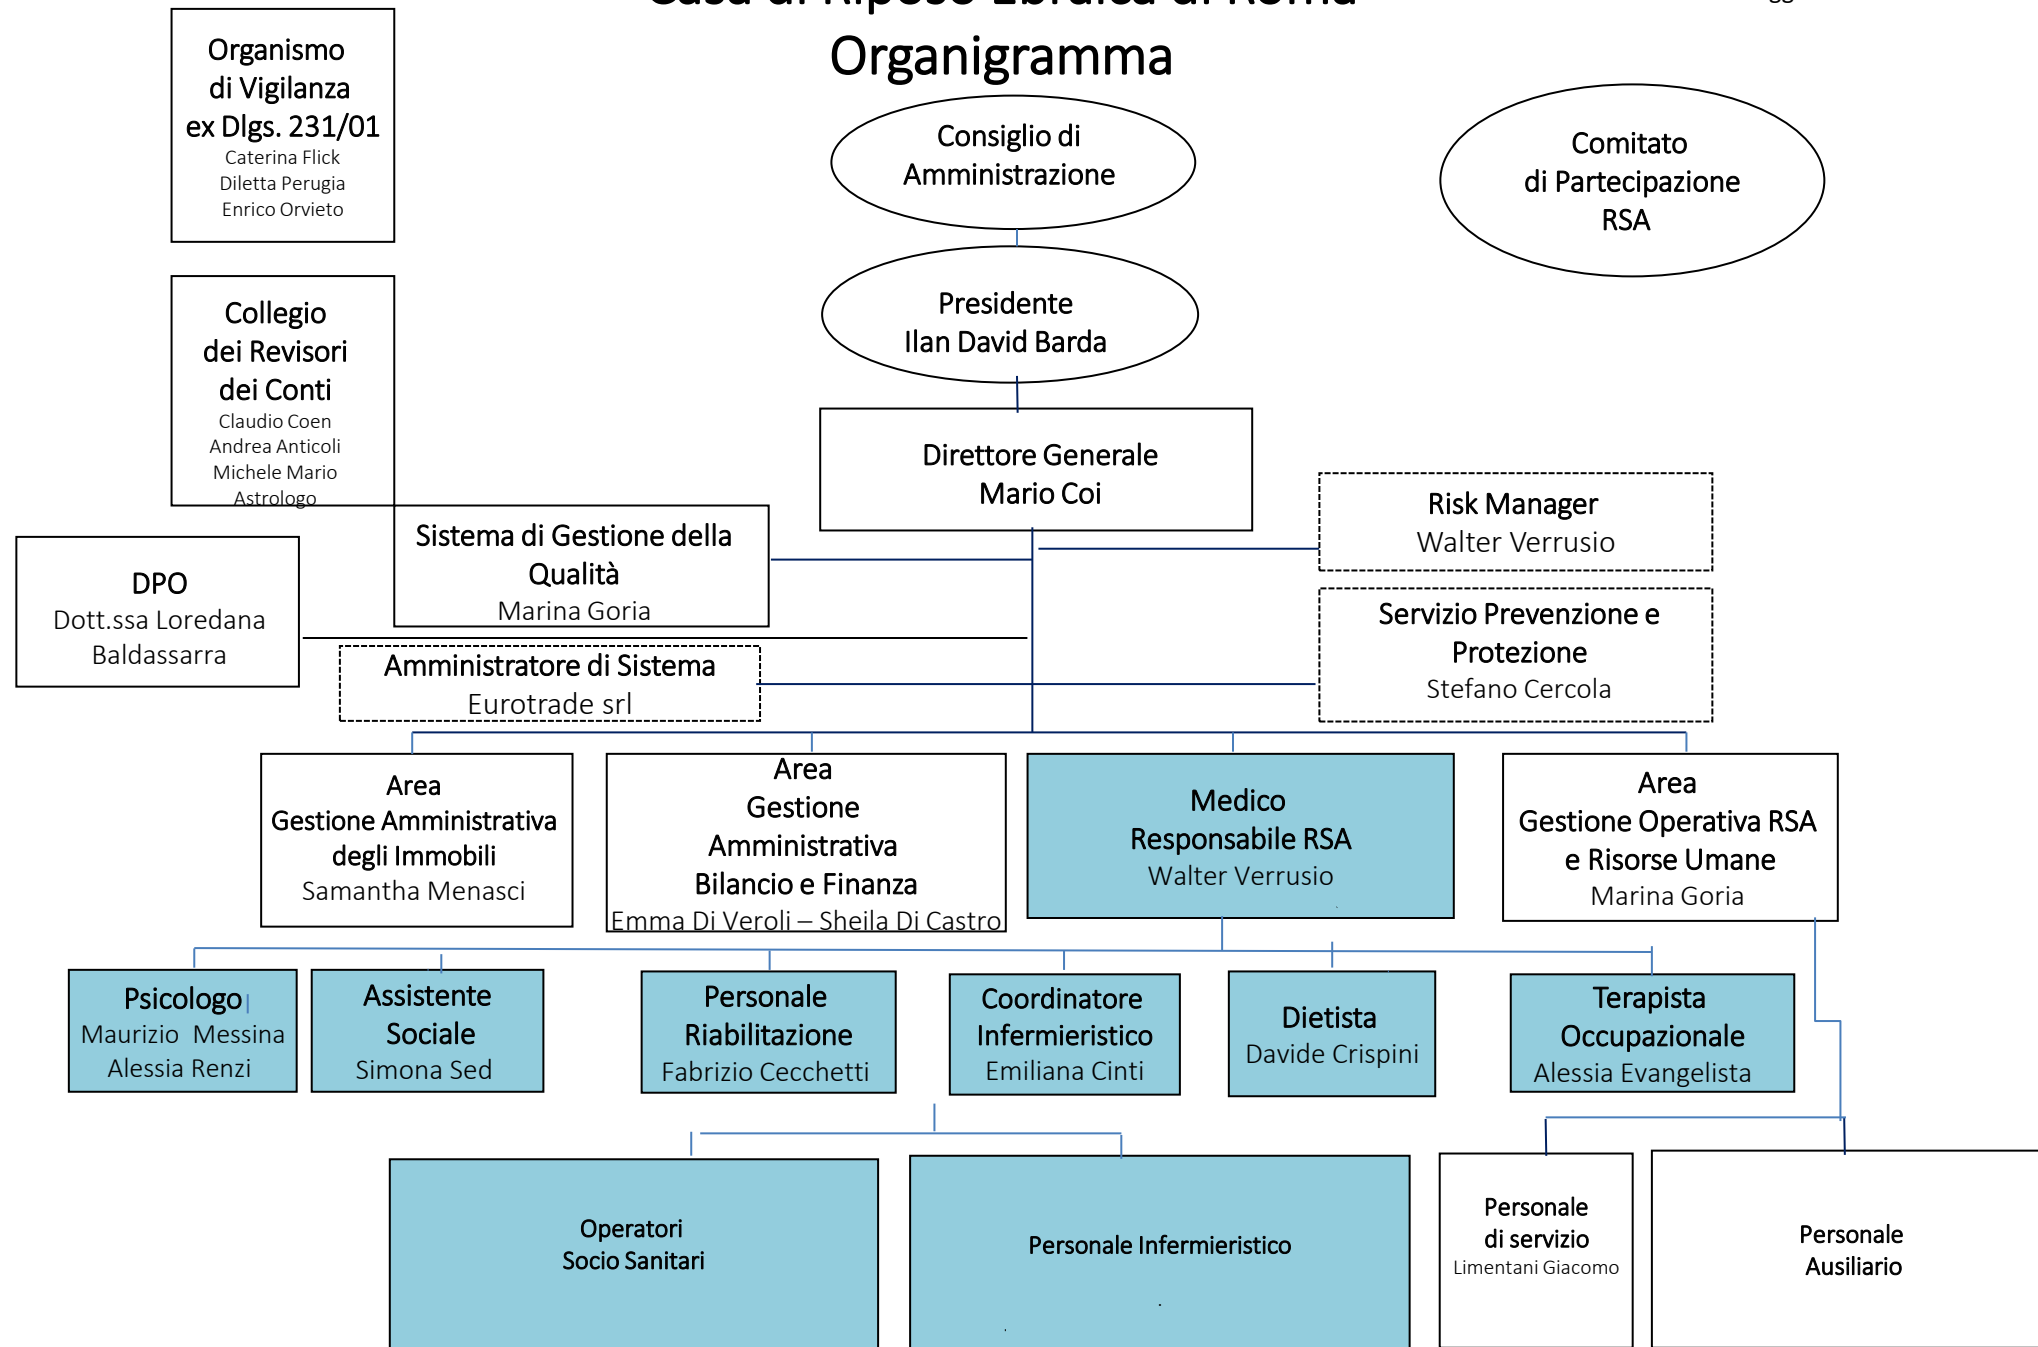 Casa di Riposo Ebraica di Roma
Organigramma
Organismo
di Vigilanza
ex Dlgs. 231/01
Caterina Flick
Diletta Perugia
Enrico Orvieto
Consiglio di
Amministrazione
Comitato
di Partecipazione
RSA
Collegio
dei Revisori
dei Conti
Claudio Coen
Andrea Anticoli
Michele Mario
Astrologo
Presidente
Ilan David Barda
Direttore Generale
Mario Coi
Risk Manager
Walter Verrusio
Sistema di Gestione della
Qualità
Marina Goria
DPO
Dott.ssa Loredana
Baldassarra
Servizio Prevenzione e
Protezione
Stefano Cercola
Amministratore di Sistema
Eurotrade srl
Area
Gestione Amministrativa
degli Immobili
Samantha Menasci
Area
Gestione
Amministrativa
Bilancio e Finanza
Emma Di Veroli – Sheila Di Castro
Medico
Responsabile RSA
Walter Verrusio
Area
Gestione Operativa RSA
e Risorse Umane
Marina Goria
Psicologo
Maurizio Messina
Alessia Renzi
Assistente
Sociale
Simona Sed
Personale
Riabilitazione
Fabrizio Cecchetti
Coordinatore
Infermieristico
Emiliana Cinti
Dietista
Davide Crispini
Terapista
Occupazionale
Alessia Evangelista
Operatori
Socio Sanitari
Personale Infermieristico
Personale
di servizio
Limentani Giacomo
Personale
Ausiliario